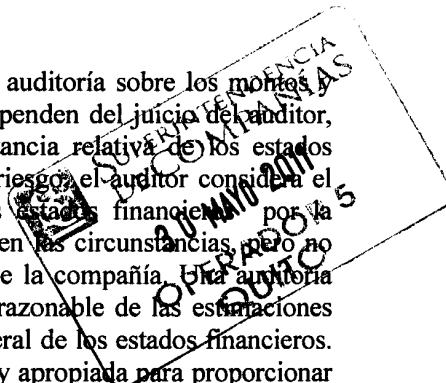 auditoría sobre los montos y
penden del juicio del auditor,
ancia relativa de los estados
riesgo, el auditor considera el
s estados financieros por la
en las circunstancias, pero no
e la compañía. Una auditoría
razonable de las estimaciones
eral de los estados financieros.
y apropiada para proporcionar
SUPERINTENDENCIA
DE COMPAÑÍAS
30 MAYO 2011
OPERADOR 5
QUITO